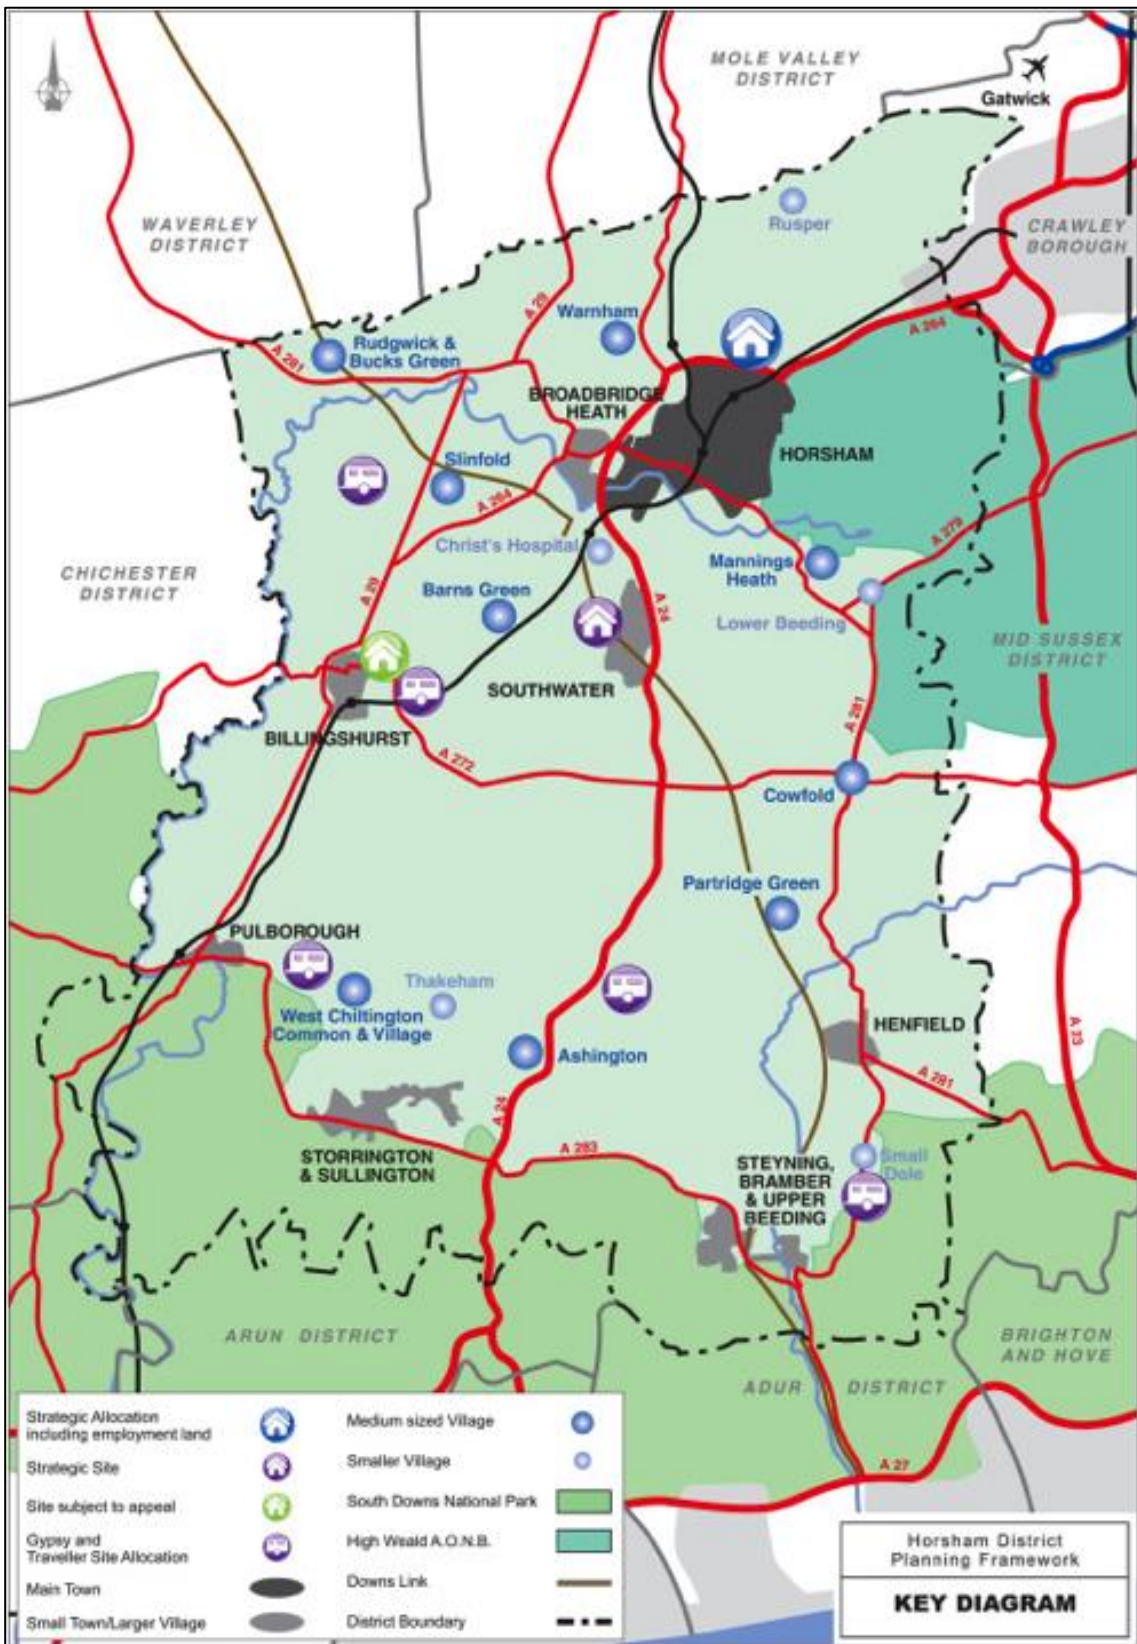 MOLE VALLEY
DISTRICT
Gatwick
WAVERLEY
DISTRICT
CRAWLEY
BOROUGH
Rusper
A 29
Warnham
A 264
Rudgwick &
Bucks Green
A 281
BROADBRIDGE
HEATH
HORSHAM
Slinfold
A 264
A 279
Christ's Hospital
CHICHESTER
DISTRICT
Mannings
Heath
A 29
Barns Green
A 24
Lower Beeding
MID SUSSEX
DISTRICT
SOUTHWATER
A 281
BILLINGSHURST
A 272
Cowfold
Partridge Green
PULBOROUGH
Thakeham
West Chiltington
Common & Village
HENFIELD
A 23
Ashington
A 281
A 24
STORRINGTON
& SULLINGTON
A 283
STEYNING,
BRAMBER
& UPPER
BEEDING
Small
Dole
ARUN DISTRICT
BRIGHTON
AND HOVE
ADUR DISTRICT
A 27
Strategic Allocation
including employment land
Strategic Site
Site subject to appeal
Gypsy and
Traveller Site Allocation
Main Town
Small Town/Larger Village
Medium sized Village
Smaller Village
South Downs National Park
High Weald A.O.N.B.
Downs Link
District Boundary
Horsham District
Planning Framework
KEY DIAGRAM